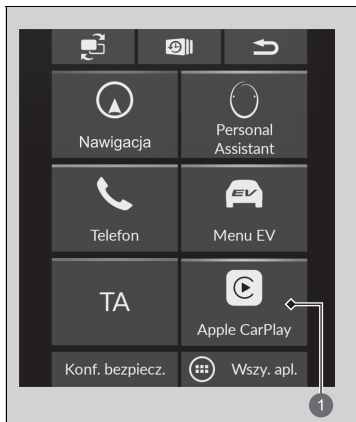 Nawigacja
Personal
Assistant
Telefon
EV
Menu EV
TA
Apple CarPlay
Konf. bezpiecz.
Wszy. apl.
1